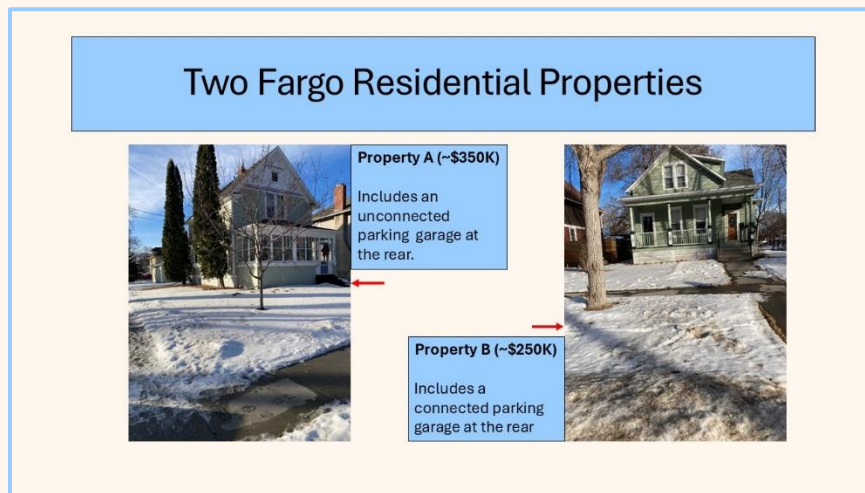 Two Fargo Residential Properties
Property A (~$350K)
Includes an
unconnected
parking garage at
the rear.
Property B (~$250K)
Includes a
connected parking
garage at the rear